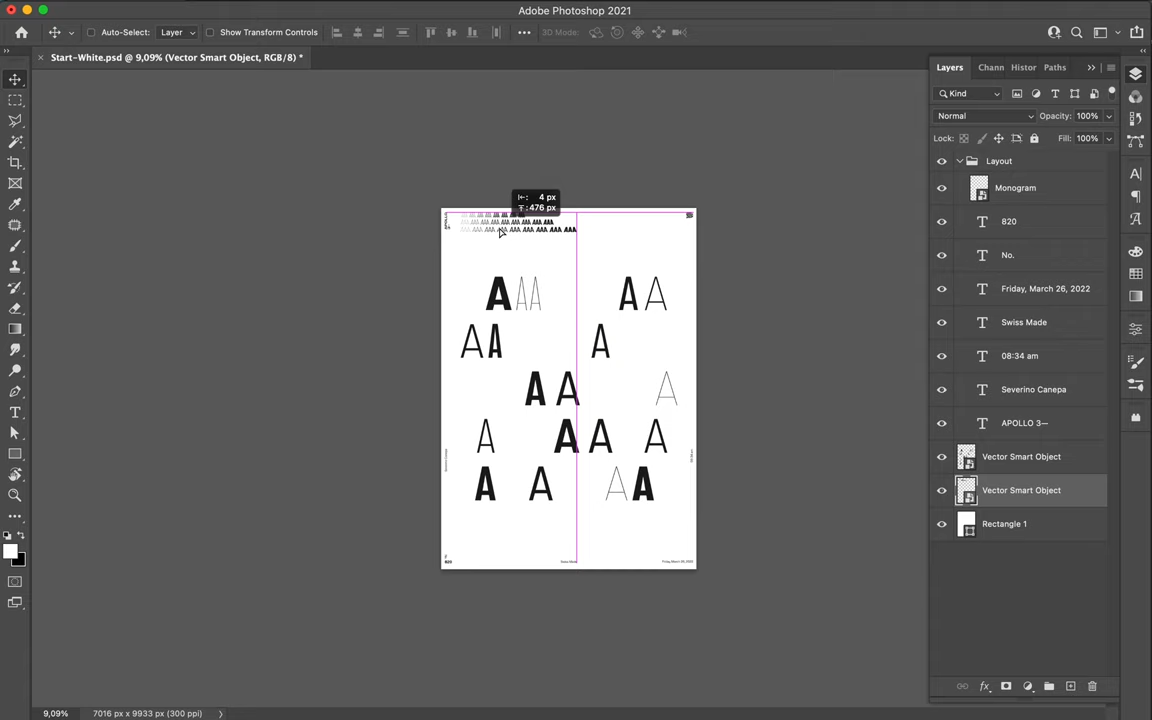 Adobe Photoshop 2021
Auto-Select: Layer Show Transform Controls 3D Mode:
Start-White.psd @ 9,09% (Vector Smart Object, RGB/8) *
Layers Chann Histor Paths
Kind
Normal Opacity: 100%
Lock: Fill: 100%
Layout
Monogram
820
No.
Friday, March 26, 2022
Swiss Made
08:34 am
Severino Canepa
APOLLO 3—
Vector Smart Object
Vector Smart Object
Rectangle 1
4 px
476 px
APOLLO
A A A A A
A A A
A A A
A A A A A
A A A A
820
9,09% 7016 px x 9933 px (300 ppi)